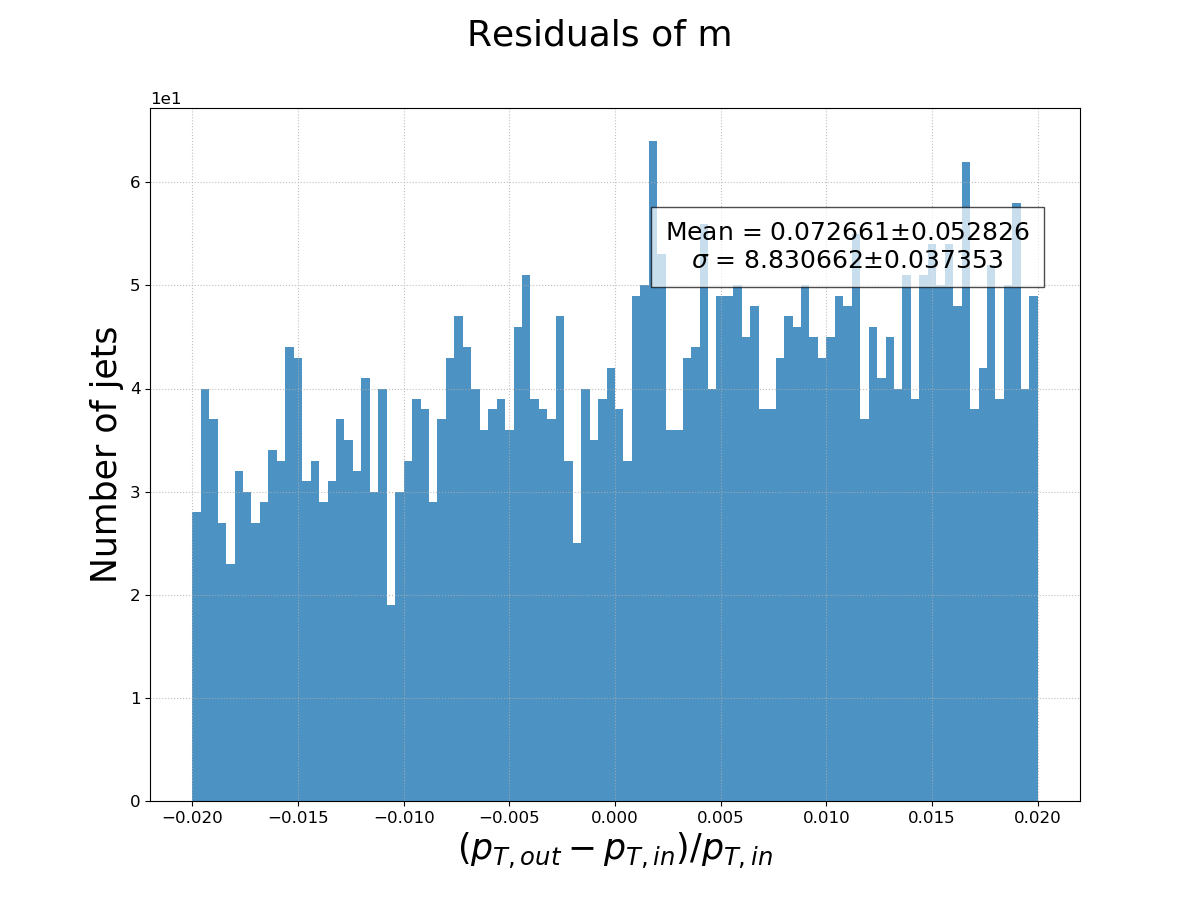 Residuals of m
1e1
6
5
4
3
2
1
0
Number of jets
Mean = 0.072661±0.052826
σ = 8.830662±0.037353
−0.020 −0.015 −0.010 −0.005 0.000 0.005 0.010 0.015 0.020
(p_{T,out} − p_{T,in})/p_{T,in}